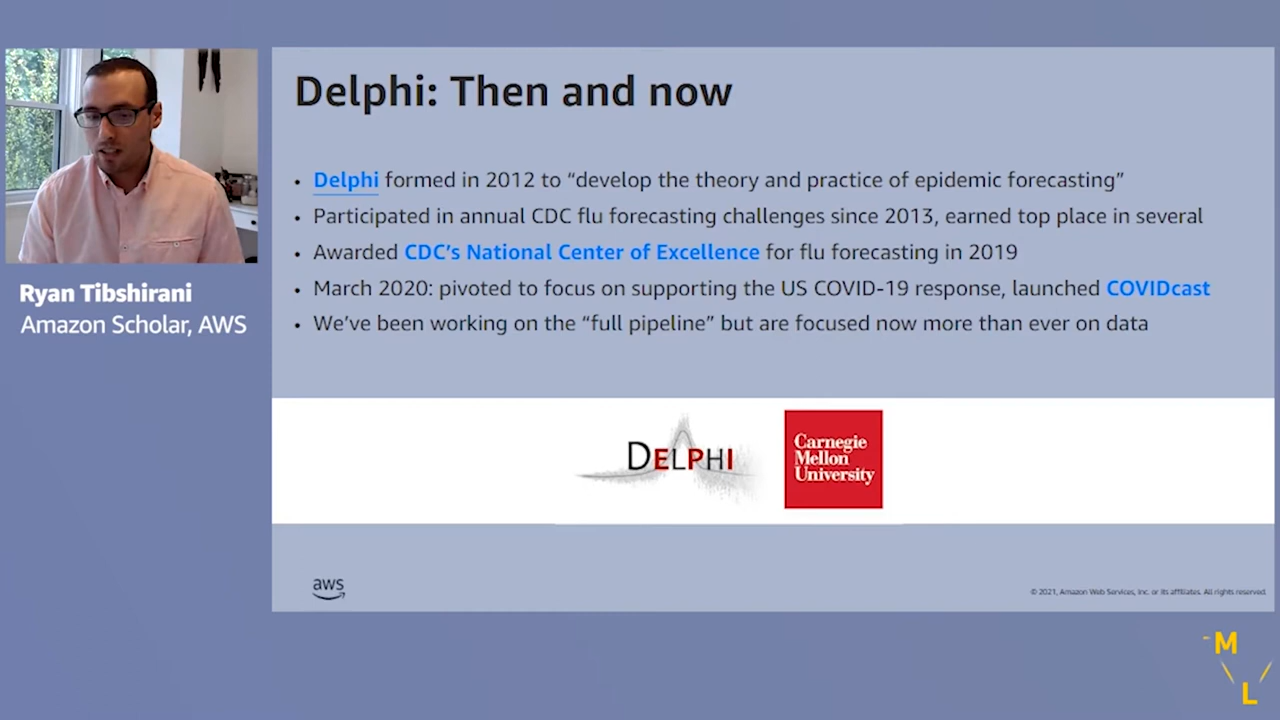 Delphi: Then and now
• Delphi formed in 2012 to “develop the theory and practice of epidemic forecasting”
• Participated in annual CDC flu forecasting challenges since 2013, earned top place in several
• Awarded CDC’s National Center of Excellence for flu forecasting in 2019
• March 2020: pivoted to focus on supporting the US COVID-19 response, launched COVIDcast
• We’ve been working on the “full pipeline” but are focused now more than ever on data
Ryan Tibshirani
Amazon Scholar, AWS
DELPHI
Carnegie
Mellon
University
aws
© 2021, Amazon Web Services, Inc. or its affiliates. All rights reserved.
M
L